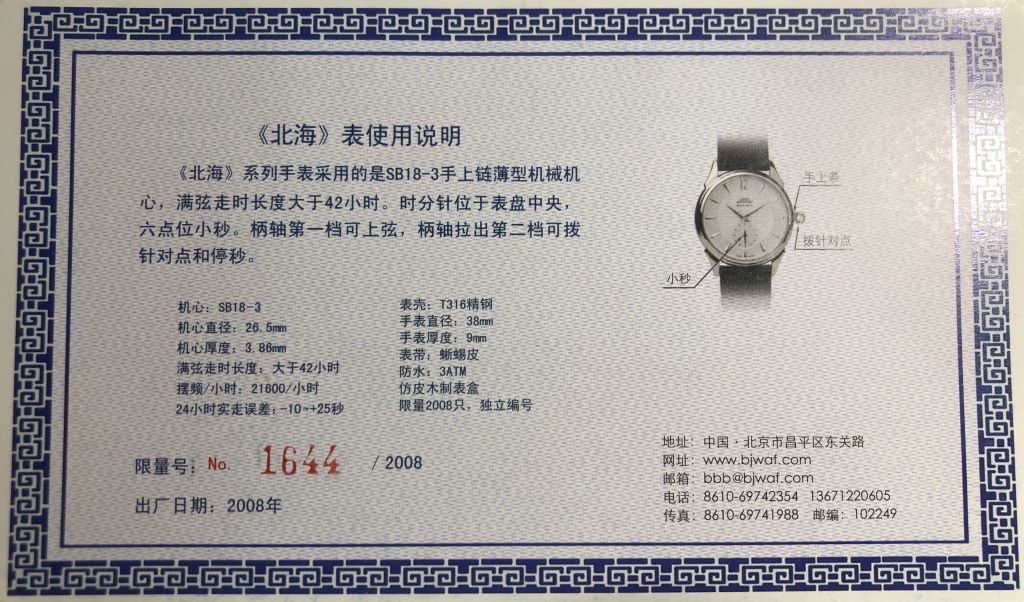 《北海》表使用说明
《北海》系列手表采用的是SB18-3手上链薄型机械机
心，满弦走时长度大于42小时。时分针位于表盘中央，
六点位小秒。柄轴第一档可上弦，柄轴拉出第二档可拨
针对点和停秒。
手上条
拨针对点
小秒
机心：SB18-3
机心直径：26.5mm
机心厚度：3.86mm
满弦走时长度：大于42小时
摆频/小时：21600/小时
24小时实走误差：-10~+25秒
表壳：T316精钢
手表直径：38mm
手表厚度：9mm
表带：蜥蜴皮
防水：3ATM
仿皮木制表盒
限量2008只，独立编号
限量号：No. 1644 / 2008
出厂日期：2008年
地址：中国·北京市昌平区东关路
网址：www.bjwaf.com
邮箱：bbb@bjwaf.com
电话：8610-69742354 13671220605
传真：8610-69741988 邮编：102249